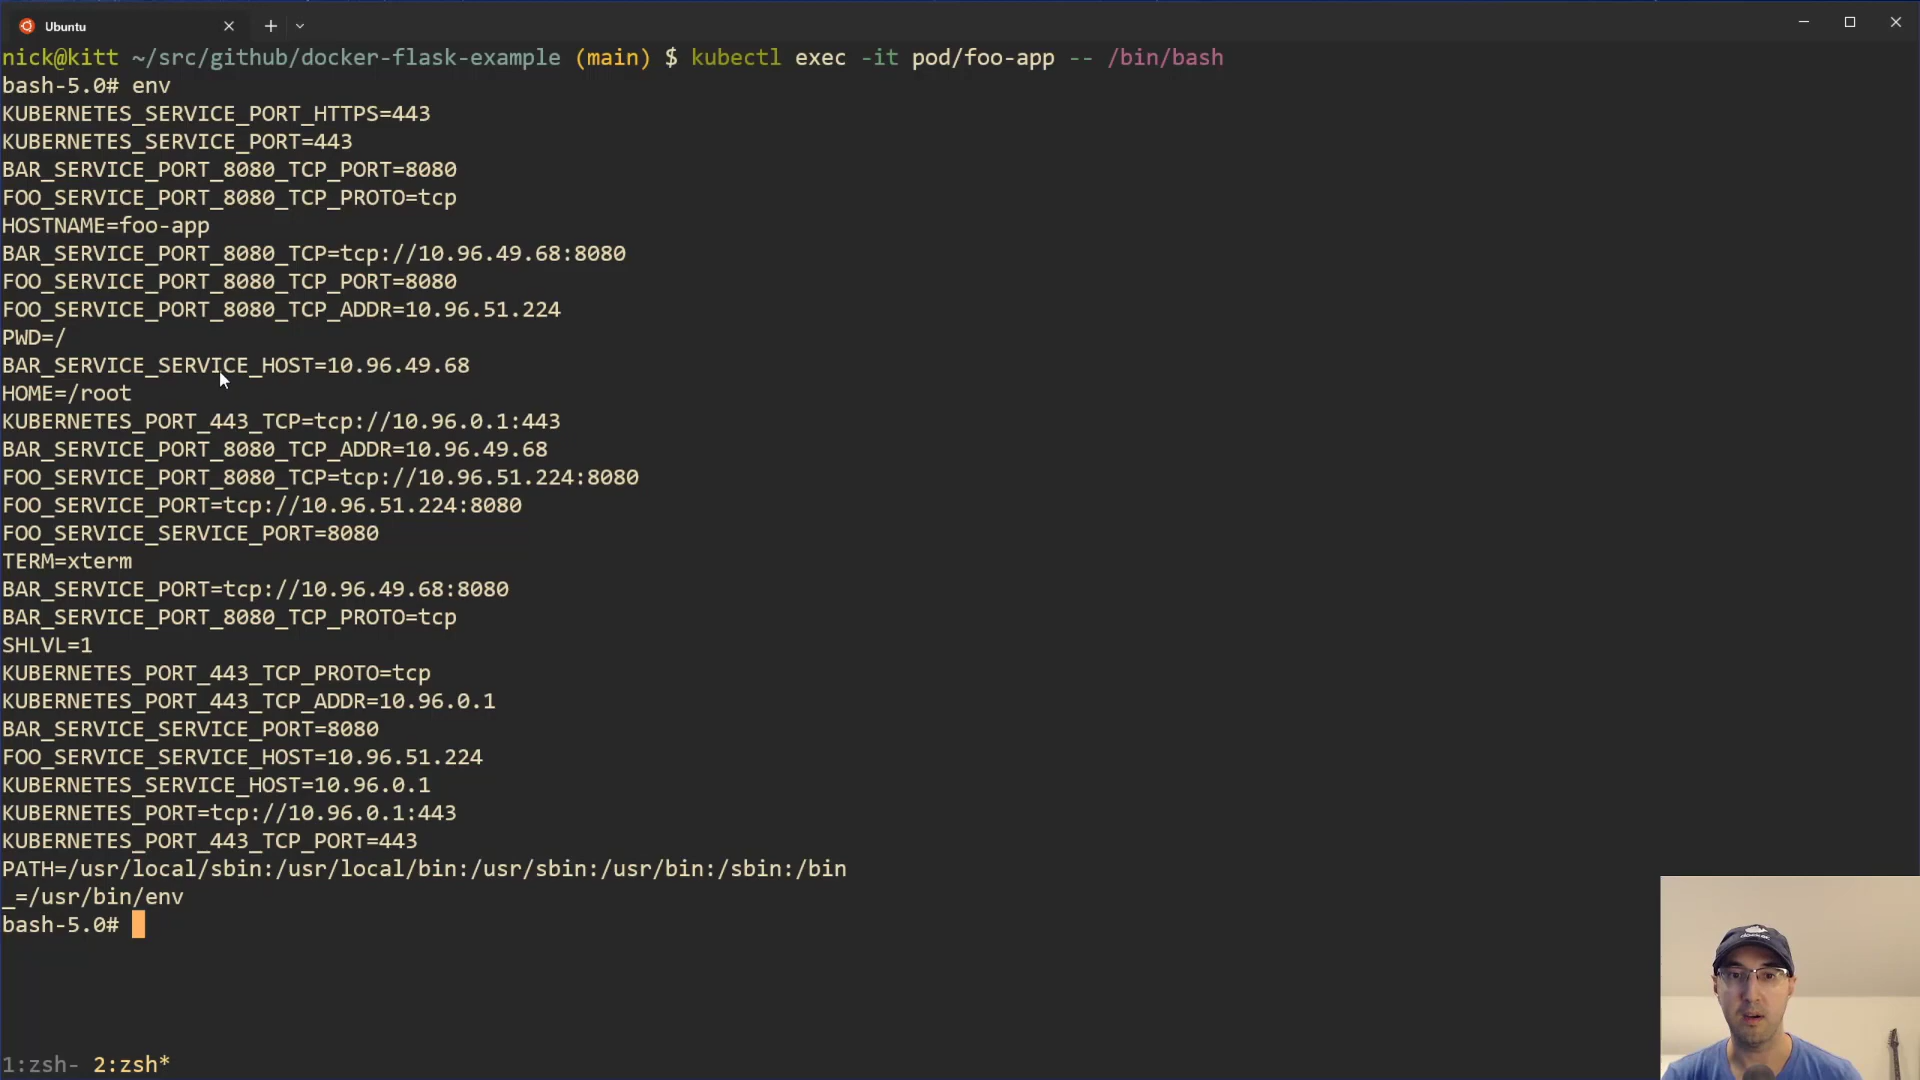 Ubuntu
nick@kitt ~/src/github/docker-flask-example (main) $ kubectl exec -it pod/foo-app -- /bin/bash
bash-5.0# env
KUBERNETES_SERVICE_PORT_HTTPS=443
KUBERNETES_SERVICE_PORT=443
BAR_SERVICE_PORT_8080_TCP_PORT=8080
FOO_SERVICE_PORT_8080_TCP_PROTO=tcp
HOSTNAME=foo-app
BAR_SERVICE_PORT_8080_TCP=tcp://10.96.49.68:8080
FOO_SERVICE_PORT_8080_TCP_PORT=8080
FOO_SERVICE_PORT_8080_TCP_ADDR=10.96.51.224
PWD=/
BAR_SERVICE_SERVICE_HOST=10.96.49.68
HOME=/root
KUBERNETES_PORT_443_TCP=tcp://10.96.0.1:443
BAR_SERVICE_PORT_8080_TCP_ADDR=10.96.49.68
FOO_SERVICE_PORT_8080_TCP=tcp://10.96.51.224:8080
FOO_SERVICE_PORT=tcp://10.96.51.224:8080
FOO_SERVICE_SERVICE_PORT=8080
TERM=xterm
BAR_SERVICE_PORT=tcp://10.96.49.68:8080
BAR_SERVICE_PORT_8080_TCP_PROTO=tcp
SHLVL=1
KUBERNETES_PORT_443_TCP_PROTO=tcp
KUBERNETES_PORT_443_TCP_ADDR=10.96.0.1
BAR_SERVICE_SERVICE_PORT=8080
FOO_SERVICE_SERVICE_HOST=10.96.51.224
KUBERNETES_SERVICE_HOST=10.96.0.1
KUBERNETES_PORT=tcp://10.96.0.1:443
KUBERNETES_PORT_443_TCP_PORT=443
PATH=/usr/local/sbin:/usr/local/bin:/usr/sbin:/usr/bin:/sbin:/bin
_=/usr/bin/env
bash-5.0#
1:zsh- 2:zsh*